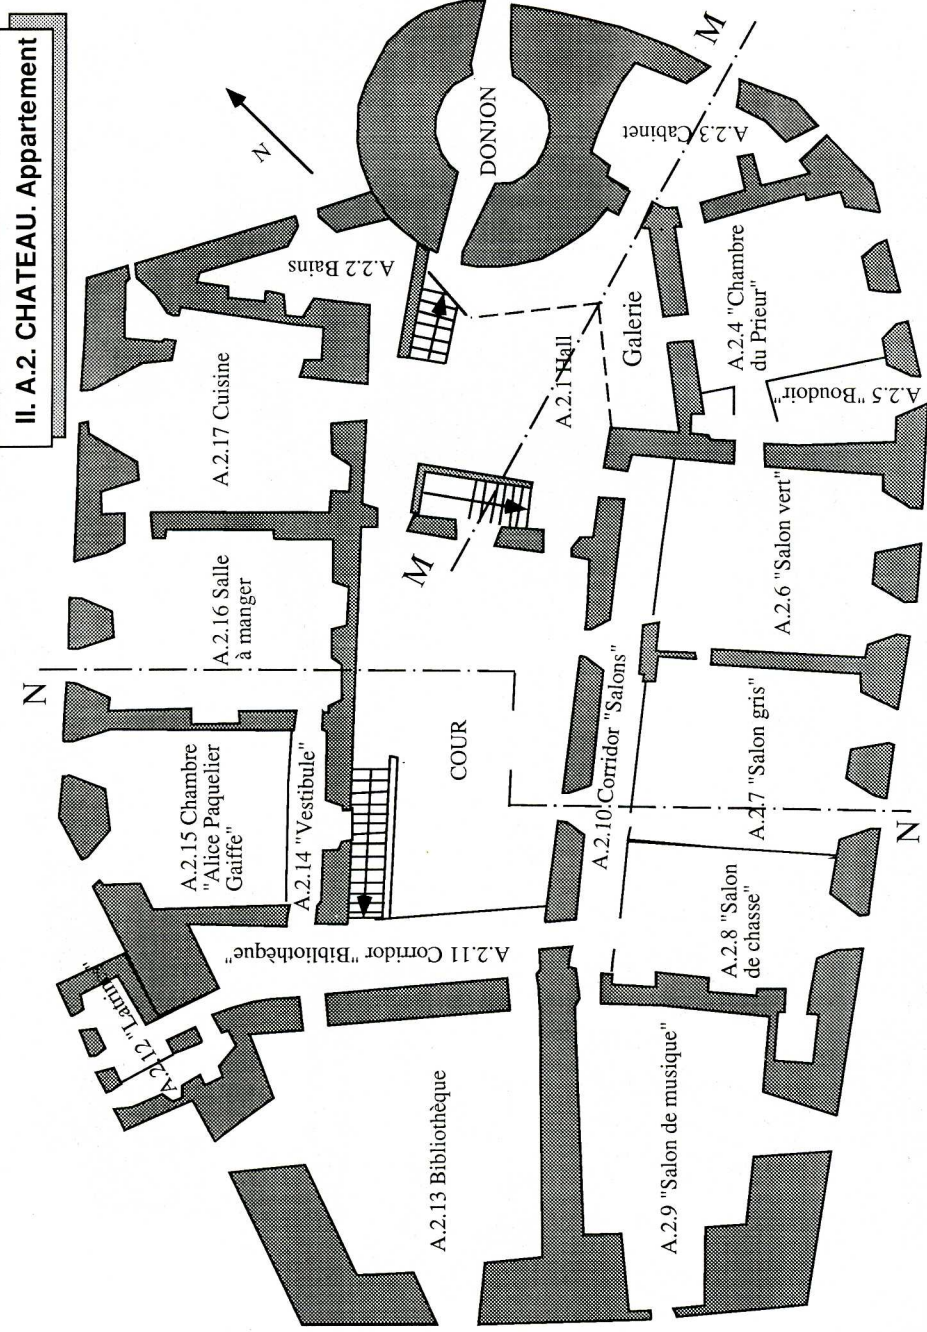 II. A.2. CHATEAU. Appartement
N
DONJON
M
A.2.3 Cabinet
A.2.2 Bains
A.2.4 "Chambre
du Prieur"
A.2.5 "Boudoir"
Galerie
A.2.1 Hall
A.2.17 Cuisine
A.2.6 "Salon vert"
M
A.2.16 Salle
à manger
N
A.2.7 "Salon gris"
N
A.2.10 Corridor "Salons"
COUR
A.2.15 Chambre
"Alice Paquelier
Gaiffe"
A.2.14 "Vestibule"
A.2.8 "Salon
de chasse"
A.2.11 Corridor "Bibliothèque"
A.2.12
A.2.13 Bibliothèque
A.2.9 "Salon de musique"